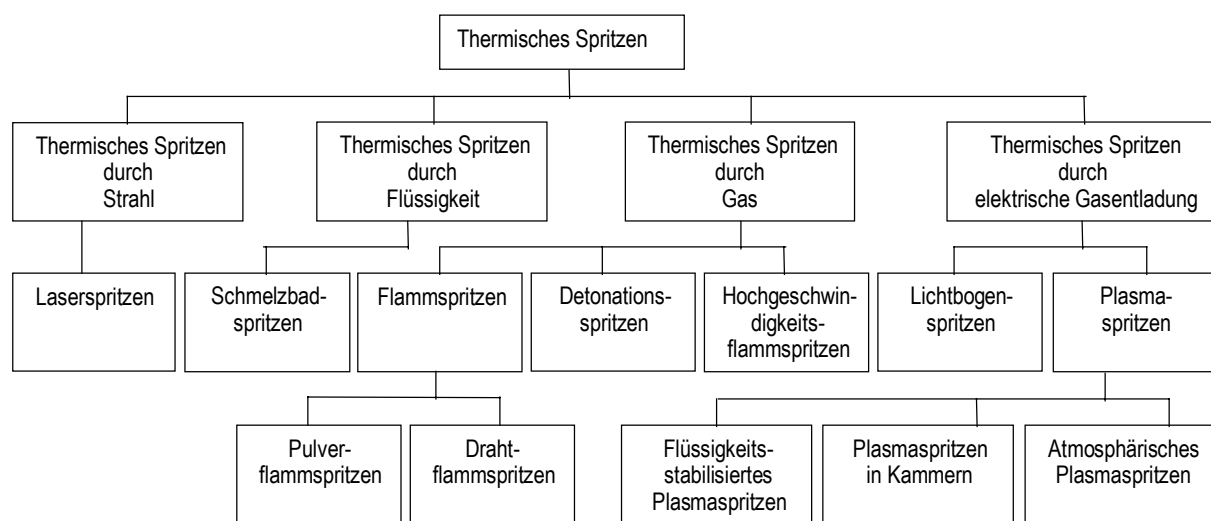 Thermisches Spritzen
Thermisches Spritzen
durch
Strahl
Thermisches Spritzen
durch
Flüssigkeit
Thermisches Spritzen
durch
Gas
Thermisches Spritzen
durch
elektrische Gasentladung
Laserspritzen
Schmelzbad-
spritzen
Flammspritzen
Detonations-
spritzen
Hochgeschwin-
digkeits-
flammspritzen
Lichtbogen-
spritzen
Plasma-
spritzen
Pulver-
flammspritzen
Draht-
flammspritzen
Flüssigkeits-
stabilisiertes
Plasmaspritzen
Plasmaspritzen
in Kammern
Atmosphärisches
Plasmaspritzen